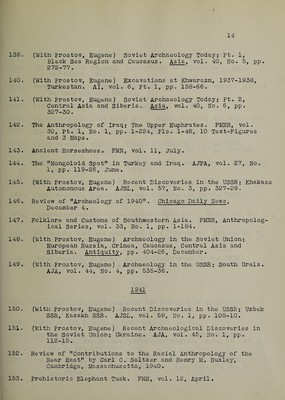 14
139. (With Prostov, Eugene) Soviet Archaeology Today: Pt. 1,
Black Sea Region and Caucasus. Asia, vol. 40, No. 5, pp.
272-77.
140. (With Prostov, Eugene) Excavations at Khwarazm, 1937-1938,
Turkestan. AI, vol. 6, Pt. 1, pp. 158-66.
141. (With Prostov, Eugene) Soviet Archaeology Today: Pt. 2,
Central Asia and Siberia. Asia, vol. 40, No. 6, pp.
327-30.
142. The Anthropology of Iraq: The Upper Euphrates. FMNH, vol.
30, Pt. 1, No. 1, pp. 1-224, Pls. 1-48, 10 Text-Figures
and 3 Maps.
143. Ancient Horseshoes. FMN, vol. 11, July.
144. The "Mongoloid Spot" in Turkey and Iraq. AJPA, vol. 27, No.
1, pp. 119-26, June.
145. (With Prostov, Eugene) Recent Discoveries in the USSR: Khakass
Autonomous Area. AJSL, vol. 57, No. 3, pp. 327-29.
146. Review of "Archeology of 1940". Chicago Daily News,
December 4.
147. Folklore and Customs of Southwestern Asia. FMNH, Anthropolog-
ical Series, vol. 33, No. 1, pp. 1-184.
148. (With Prostov, Eugene) Archaeology in the Soviet Union:
European Russia, Crimea, Caucasus, Central Asia and
Siberia. Antiquity, pp. 404-26, December.
149. (With Prostov, Eugene) Archaeology in the USSR: South Urals.
AJA, vol. 44, No. 4, pp. 535-36.
1941
150. (With Prostov, Eugene) Recent Discoveries in the USSR: Uzbek
SSR, Kazakh SSR. AJSL, vol. 58, No. 1, pp. 108-10.
151. (With Prostov, Eugene) Recent Archaeological Discoveries in
the Soviet Union: Ukraine. AJA, vol. 45, No. 1, pp.
112-15.
152. Review of "Contributions to the Racial Anthropology of the
Near East" by Carl C. Seltzer and Henry M. Huxley,
Cambridge, Massachusetts, 1940.
153. Prehistoric Elephant Tusk. FMN, vol. 12, April.